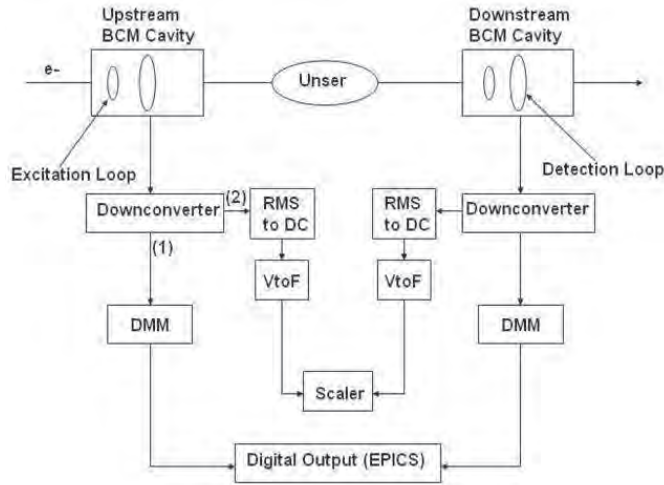 Upstream
BCM Cavity
Downstream
BCM Cavity
e-
Unser
Excitation Loop
Detection Loop
Downconverter
(2)
RMS
to DC
RMS
to DC
Downconverter
(1)
VtoF
VtoF
DMM
DMM
Scaler
Digital Output (EPICS)